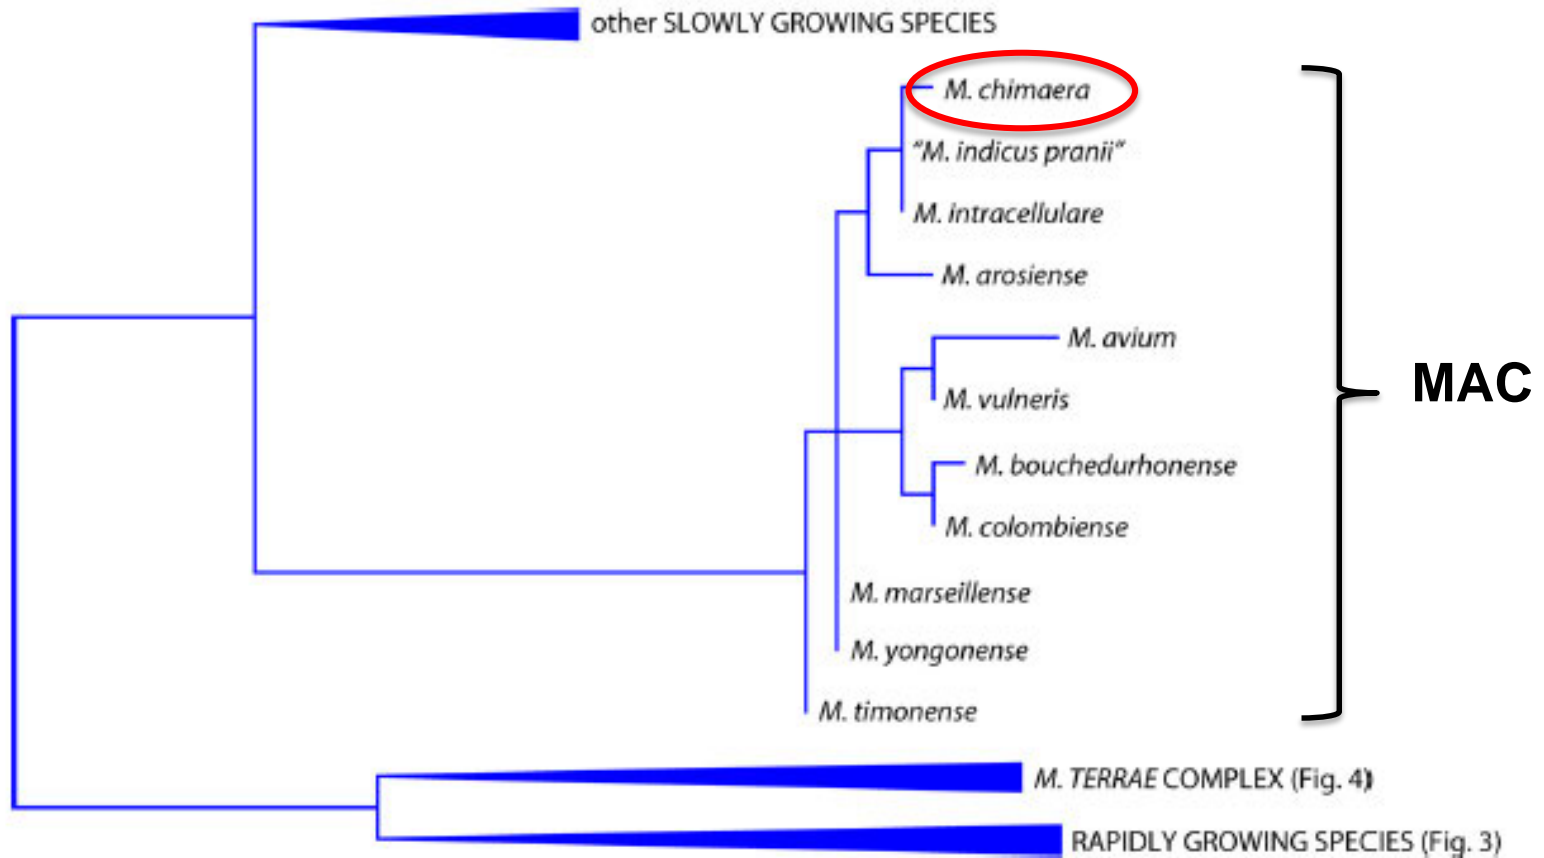 other SLOWLY GROWING SPECIES
M. chimaera
"M. indicus pranii"
M. intracellulare
M. arosiense
M. avium
MAC
M. vulneris
M. bouchedurhonense
M. colombiense
M. marseillense
M. yongonense
M. timonense
M. TERRAE COMPLEX (Fig. 4)
RAPIDLY GROWING SPECIES (Fig. 3)